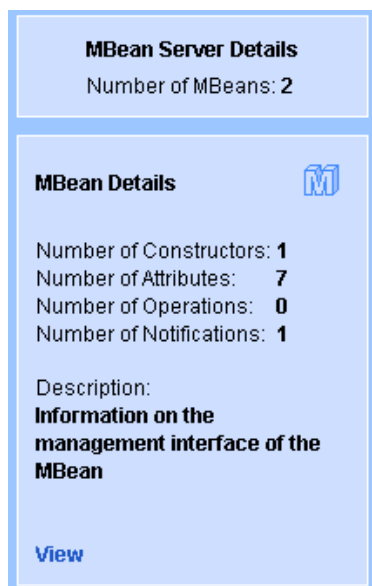 MBean Server Details
Number of MBeans: 2
MBean Details
M
Number of Constructors: 1
Number of Attributes: 7
Number of Operations: 0
Number of Notifications: 1
Description:
Information on the
management interface of the
MBean
View